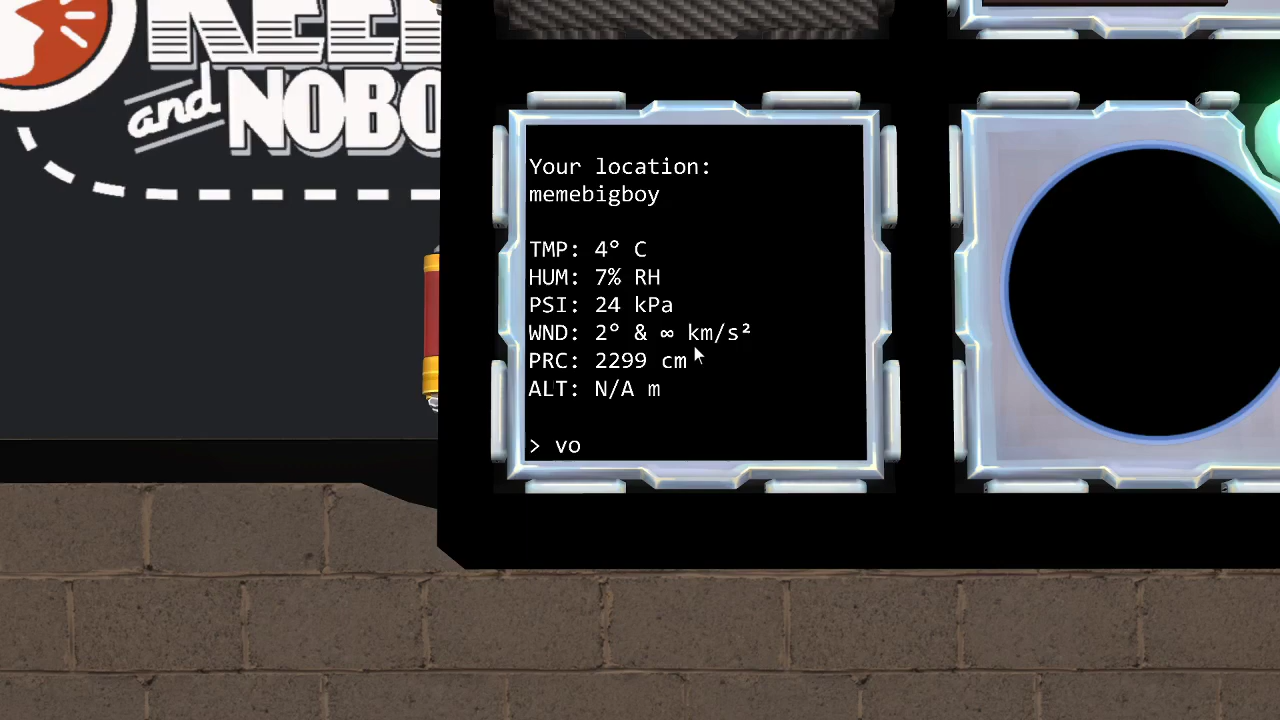 and NOBO
Your location:
memebigboy
TMP: 4° C
HUM: 7% RH
PSI: 24 kPa
WND: 2° & ∞ km/s²
PRC: 2299 cm
ALT: N/A m
> vo